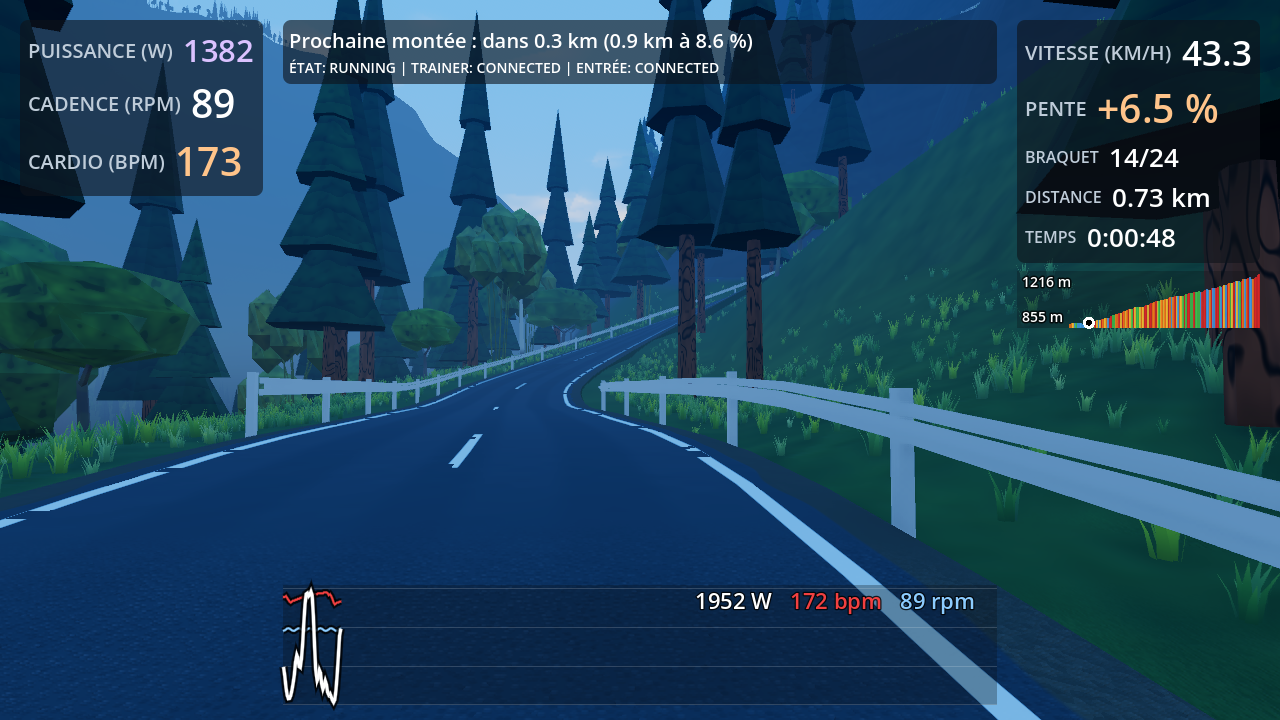 PUISSANCE (W) 1382
CADENCE (RPM) 89
CARDIO (BPM) 173
Prochaine montée : dans 0.3 km (0.9 km à 8.6 %)
ÉTAT: RUNNING | TRAINER: CONNECTED | ENTRÉE: CONNECTED
VITESSE (KM/H) 43.3
PENTE +6.5 %
BRAQUET 14/24
DISTANCE 0.73 km
TEMPS 0:00:48
1216 m
855 m
1952 W 172 bpm 89 rpm